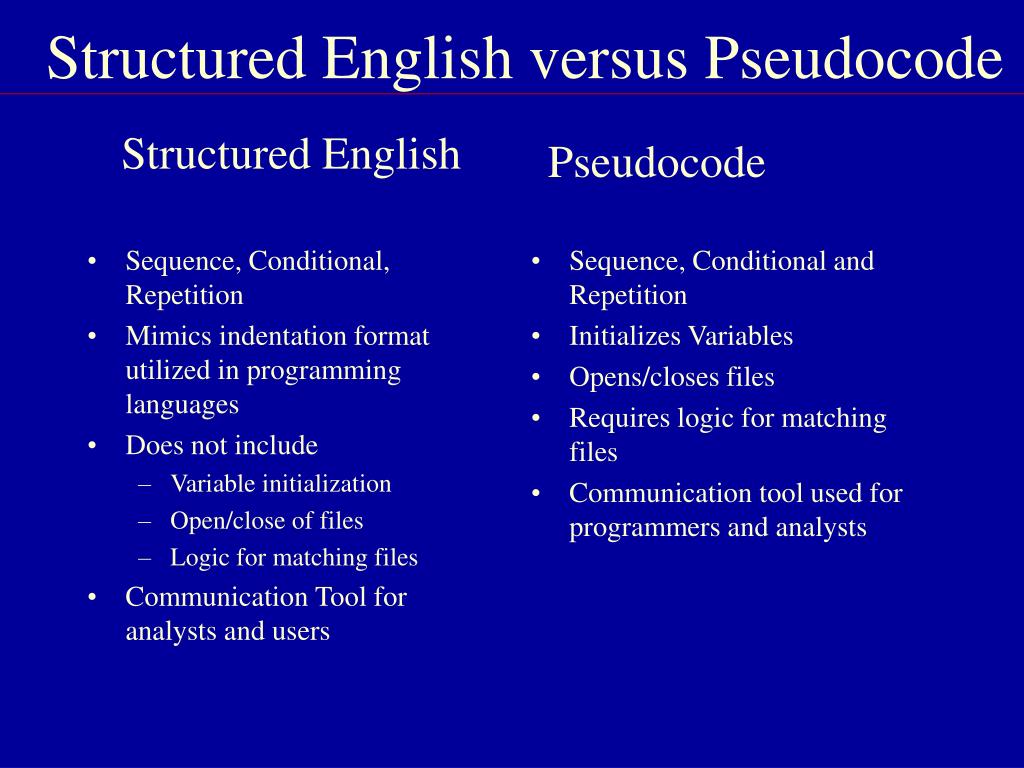 Structured English versus Pseudocode
Structured English
• Sequence, Conditional,
Repetition
• Mimics indentation format
utilized in programming
languages
• Does not include
– Variable initialization
– Open/close of files
– Logic for matching files
• Communication Tool for
analysts and users
Pseudocode
• Sequence, Conditional and
Repetition
• Initializes Variables
• Opens/closes files
• Requires logic for matching
files
• Communication tool used for
programmers and analysts